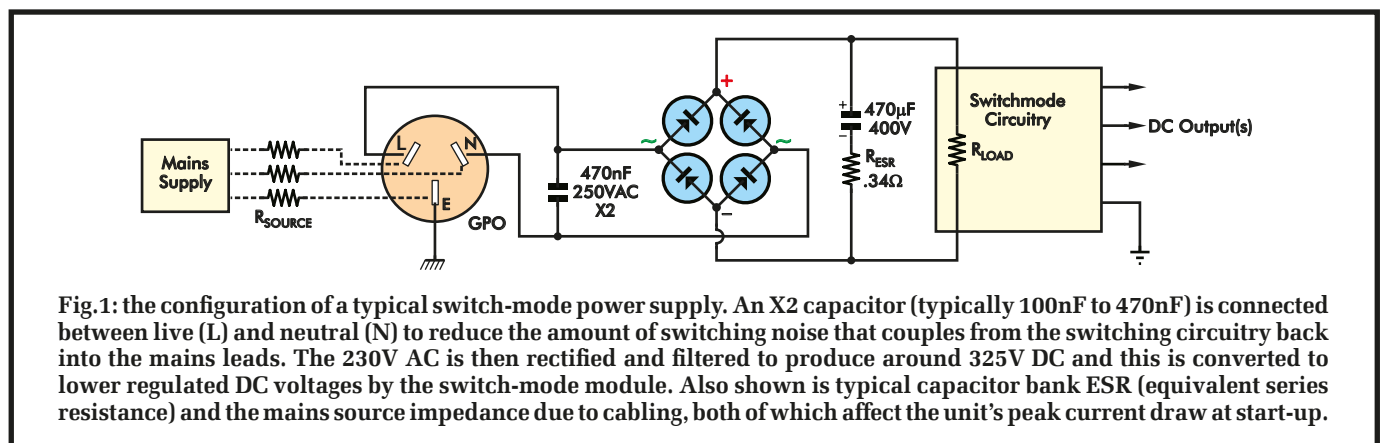 Mains
Supply
R_SOURCE
L
N
E
GPO
470nF
250VAC
X2
~
+
~
–
+
470µF
400V
–
R_ESR
.34Ω
Switchmode
Circuitry
R_LOAD
DC Output(s)
Fig.1: the configuration of a typical switch-mode power supply. An X2 capacitor (typically 100nF to 470nF) is connected
between live (L) and neutral (N) to reduce the amount of switching noise that couples from the switching circuitry back
into the mains leads. The 230V AC is then rectified and filtered to produce around 325V DC and this is converted to
lower regulated DC voltages by the switch-mode module. Also shown is typical capacitor bank ESR (equivalent series
resistance) and the mains source impedance due to cabling, both of which affect the unit's peak current draw at start-up.